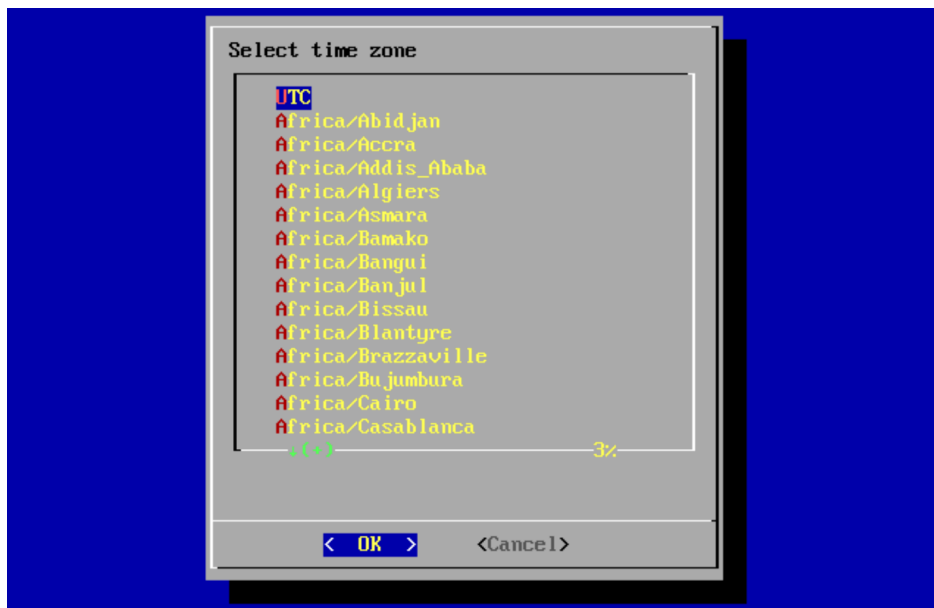 Select time zone
UTC
Africa/Abidjan
Africa/Accra
Africa/Addis_Ababa
Africa/Algiers
Africa/Asmara
Africa/Bamako
Africa/Bangui
Africa/Banjul
Africa/Bissau
Africa/Blantyre
Africa/Brazzaville
Africa/Bujumbura
Africa/Cairo
Africa/Casablanca
↓(+) 3%
< OK > <Cancel>